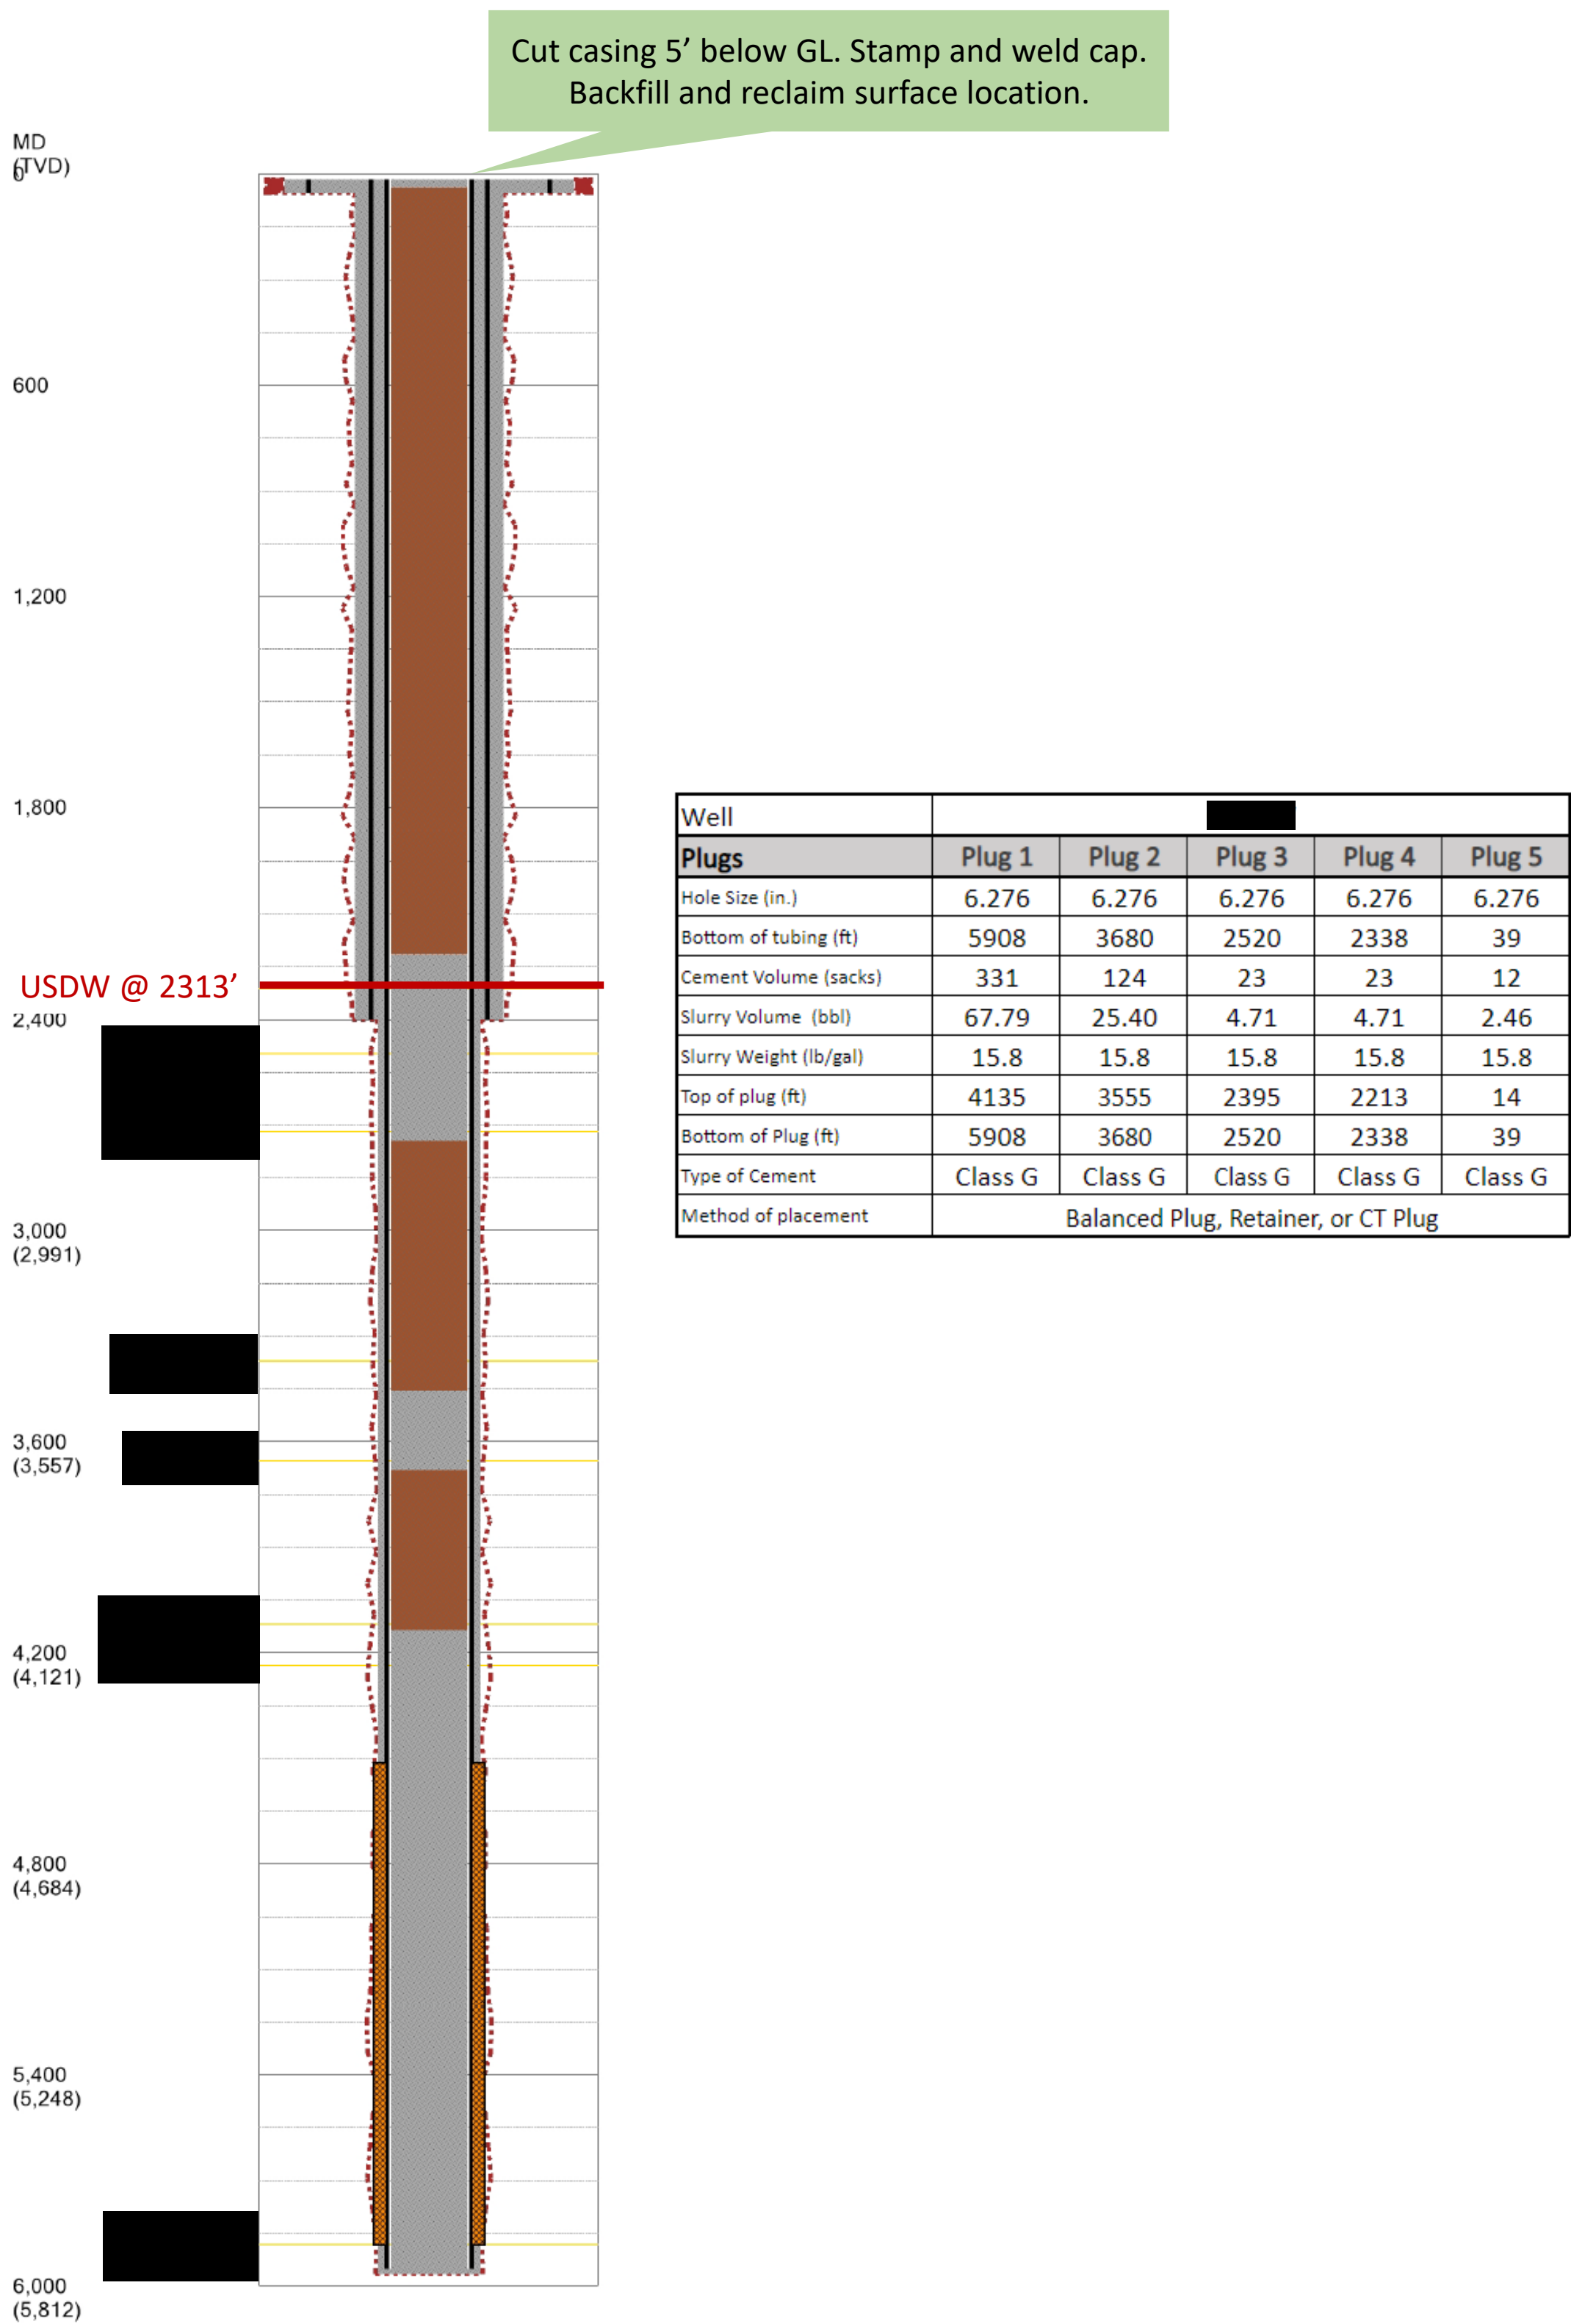 Cut casing 5’ below GL. Stamp and weld cap.
Backfill and reclaim surface location.
MD
(TVD)
0
600
1,200
1,800
USDW @ 2313’
2,400
3,000
(2,991)
3,600
(3,557)
4,200
(4,121)
4,800
(4,684)
5,400
(5,248)
6,000
(5,812)
Well
Plugs Plug 1 Plug 2 Plug 3 Plug 4 Plug 5
Hole Size (in.) 6.276 6.276 6.276 6.276 6.276
Bottom of tubing (ft) 5908 3680 2520 2338 39
Cement Volume (sacks) 331 124 23 23 12
Slurry Volume (bbl) 67.79 25.40 4.71 4.71 2.46
Slurry Weight (lb/gal) 15.8 15.8 15.8 15.8 15.8
Top of plug (ft) 4135 3555 2395 2213 14
Bottom of Plug (ft) 5908 3680 2520 2338 39
Type of Cement Class G Class G Class G Class G Class G
Method of placement Balanced Plug, Retainer, or CT Plug